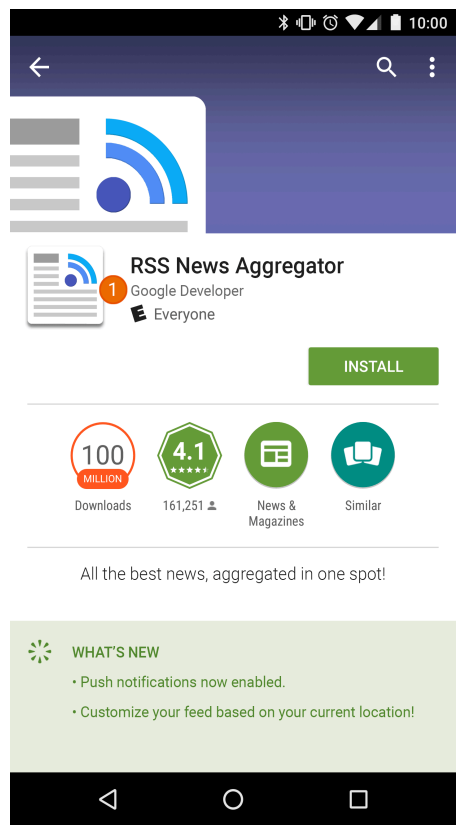 10:00
RSS News Aggregator
1
Google Developer
E Everyone
INSTALL
100
MILLION
Downloads
4.1
161,251
News &
Magazines
Similar
All the best news, aggregated in one spot!
WHAT'S NEW
• Push notifications now enabled.
• Customize your feed based on your current location!